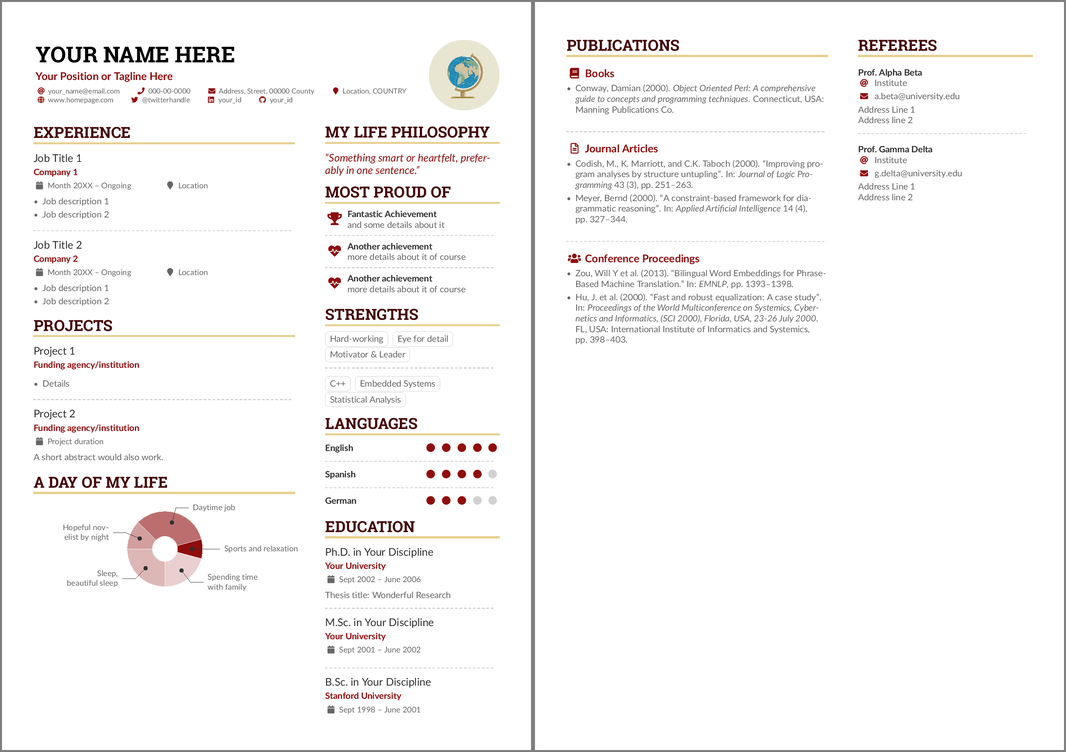 YOUR NAME HERE
Your Position or Tagline Here
your_name@email.com 000-00-0000 Address, Street, 00000 County Location, COUNTRY
www.homepage.com @twitterhandle your_id your_id
EXPERIENCE
Job Title 1
Company 1
Month 20XX – Ongoing Location
• Job description 1
• Job description 2
Job Title 2
Company 2
Month 20XX – Ongoing Location
• Job description 1
• Job description 2
PROJECTS
Project 1
Funding agency/institution
• Details
Project 2
Funding agency/institution
Project duration
A short abstract would also work.
A DAY OF MY LIFE
Daytime job
Hopeful nov-
elist by night
Sports and relaxation
Sleep,
beautiful sleep
Spending time
with family
MY LIFE PHILOSOPHY
“Something smart or heartfelt, prefer-
ably in one sentence.”
MOST PROUD OF
Fantastic Achievement
and some details about it
Another achievement
more details about it of course
Another achievement
more details about it of course
STRENGTHS
Hard-working Eye for detail
Motivator & Leader
C++ Embedded Systems
Statistical Analysis
LANGUAGES
English
Spanish
German
EDUCATION
Ph.D. in Your Discipline
Your University
Sept 2002 – June 2006
Thesis title: Wonderful Research
M.Sc. in Your Discipline
Your University
Sept 2001 – June 2002
B.Sc. in Your Discipline
Stanford University
Sept 1998 – June 2001
PUBLICATIONS
Books
• Conway, Damian (2000). Object Oriented Perl: A comprehensive
guide to concepts and programming techniques. Connecticut, USA:
Manning Publications Co.
Journal Articles
• Codish, M., K. Marriott, and C.K. Taboch (2000). “Improving pro-
gram analyses by structure untupling”. In: Journal of Logic Pro-
gramming 43 (3), pp. 251–263.
• Meyer, Bernd (2000). “A constraint-based framework for dia-
grammatic reasoning”. In: Applied Artificial Intelligence 14 (4),
pp. 327–344.
Conference Proceedings
• Zou, Will Y et al. (2013). “Bilingual Word Embeddings for Phrase-
Based Machine Translation.” In: EMNLP, pp. 1393–1398.
• Hu, J. et al. (2000). “Fast and robust equalization: A case study”.
In: Proceedings of the World Multiconference on Systemics, Cyber-
netics and Informatics, (SCI 2000), Florida, USA, 23-26 July 2000.
FL, USA: International Institute of Informatics and Systemics,
pp. 398–403.
REFEREES
Prof. Alpha Beta
Institute
a.beta@university.edu
Address Line 1
Address line 2
Prof. Gamma Delta
Institute
g.delta@university.edu
Address Line 1
Address line 2